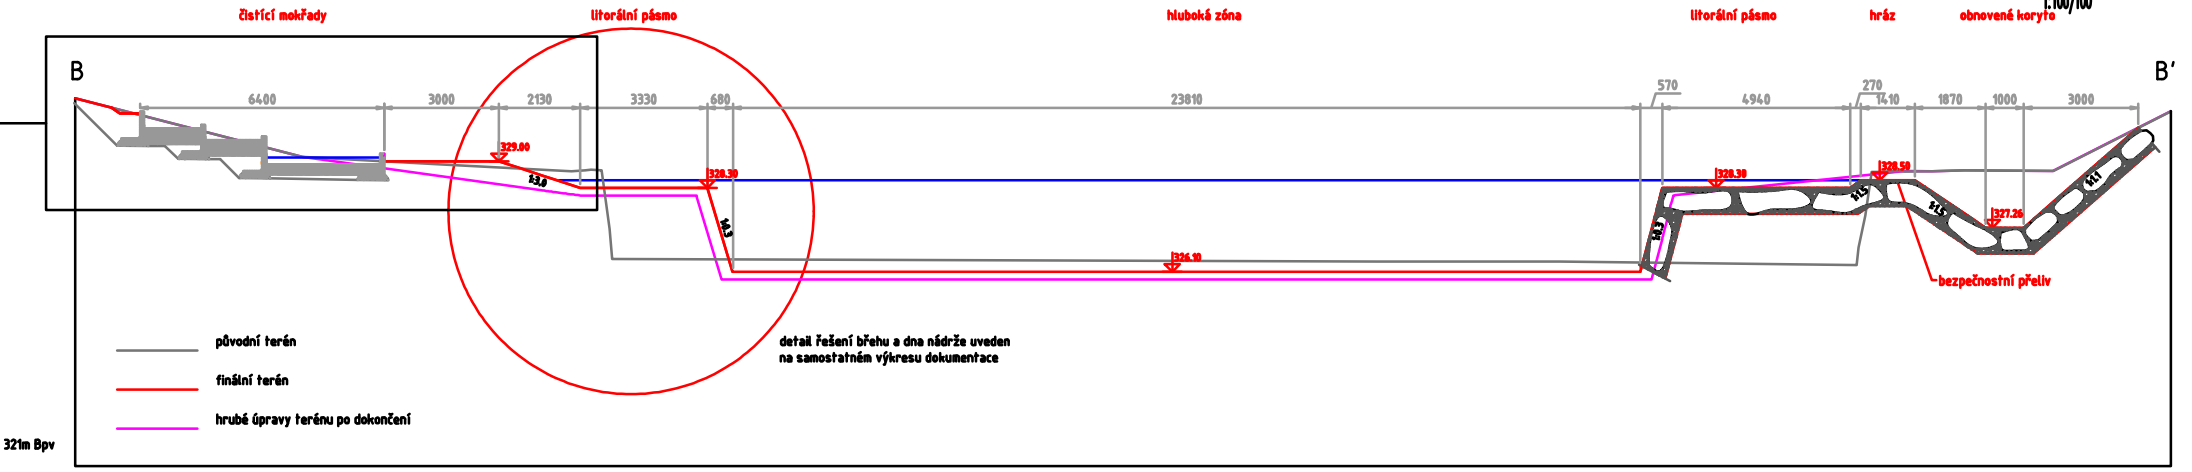 čistící mokřady litorální pásmo hluboká zóna litorální pásmo hráz obnovené koryto
1:100/100
B B'
6400 3000 2130 3330 680 23810 570 4940 270 1410 1870 1000 3000
329.00
1:3.0
328.30
1:0.3
326.10
1:0.3
328.30
1:1.5
328.50
1:1.5
327.26
1:1.1
bezpečnostní přeliv
původní terén
finální terén
hrubé úpravy terénu po dokončení
detail řešení břehu a dna nádrže uveden
na samostatném výkresu dokumentace
321m Bpv